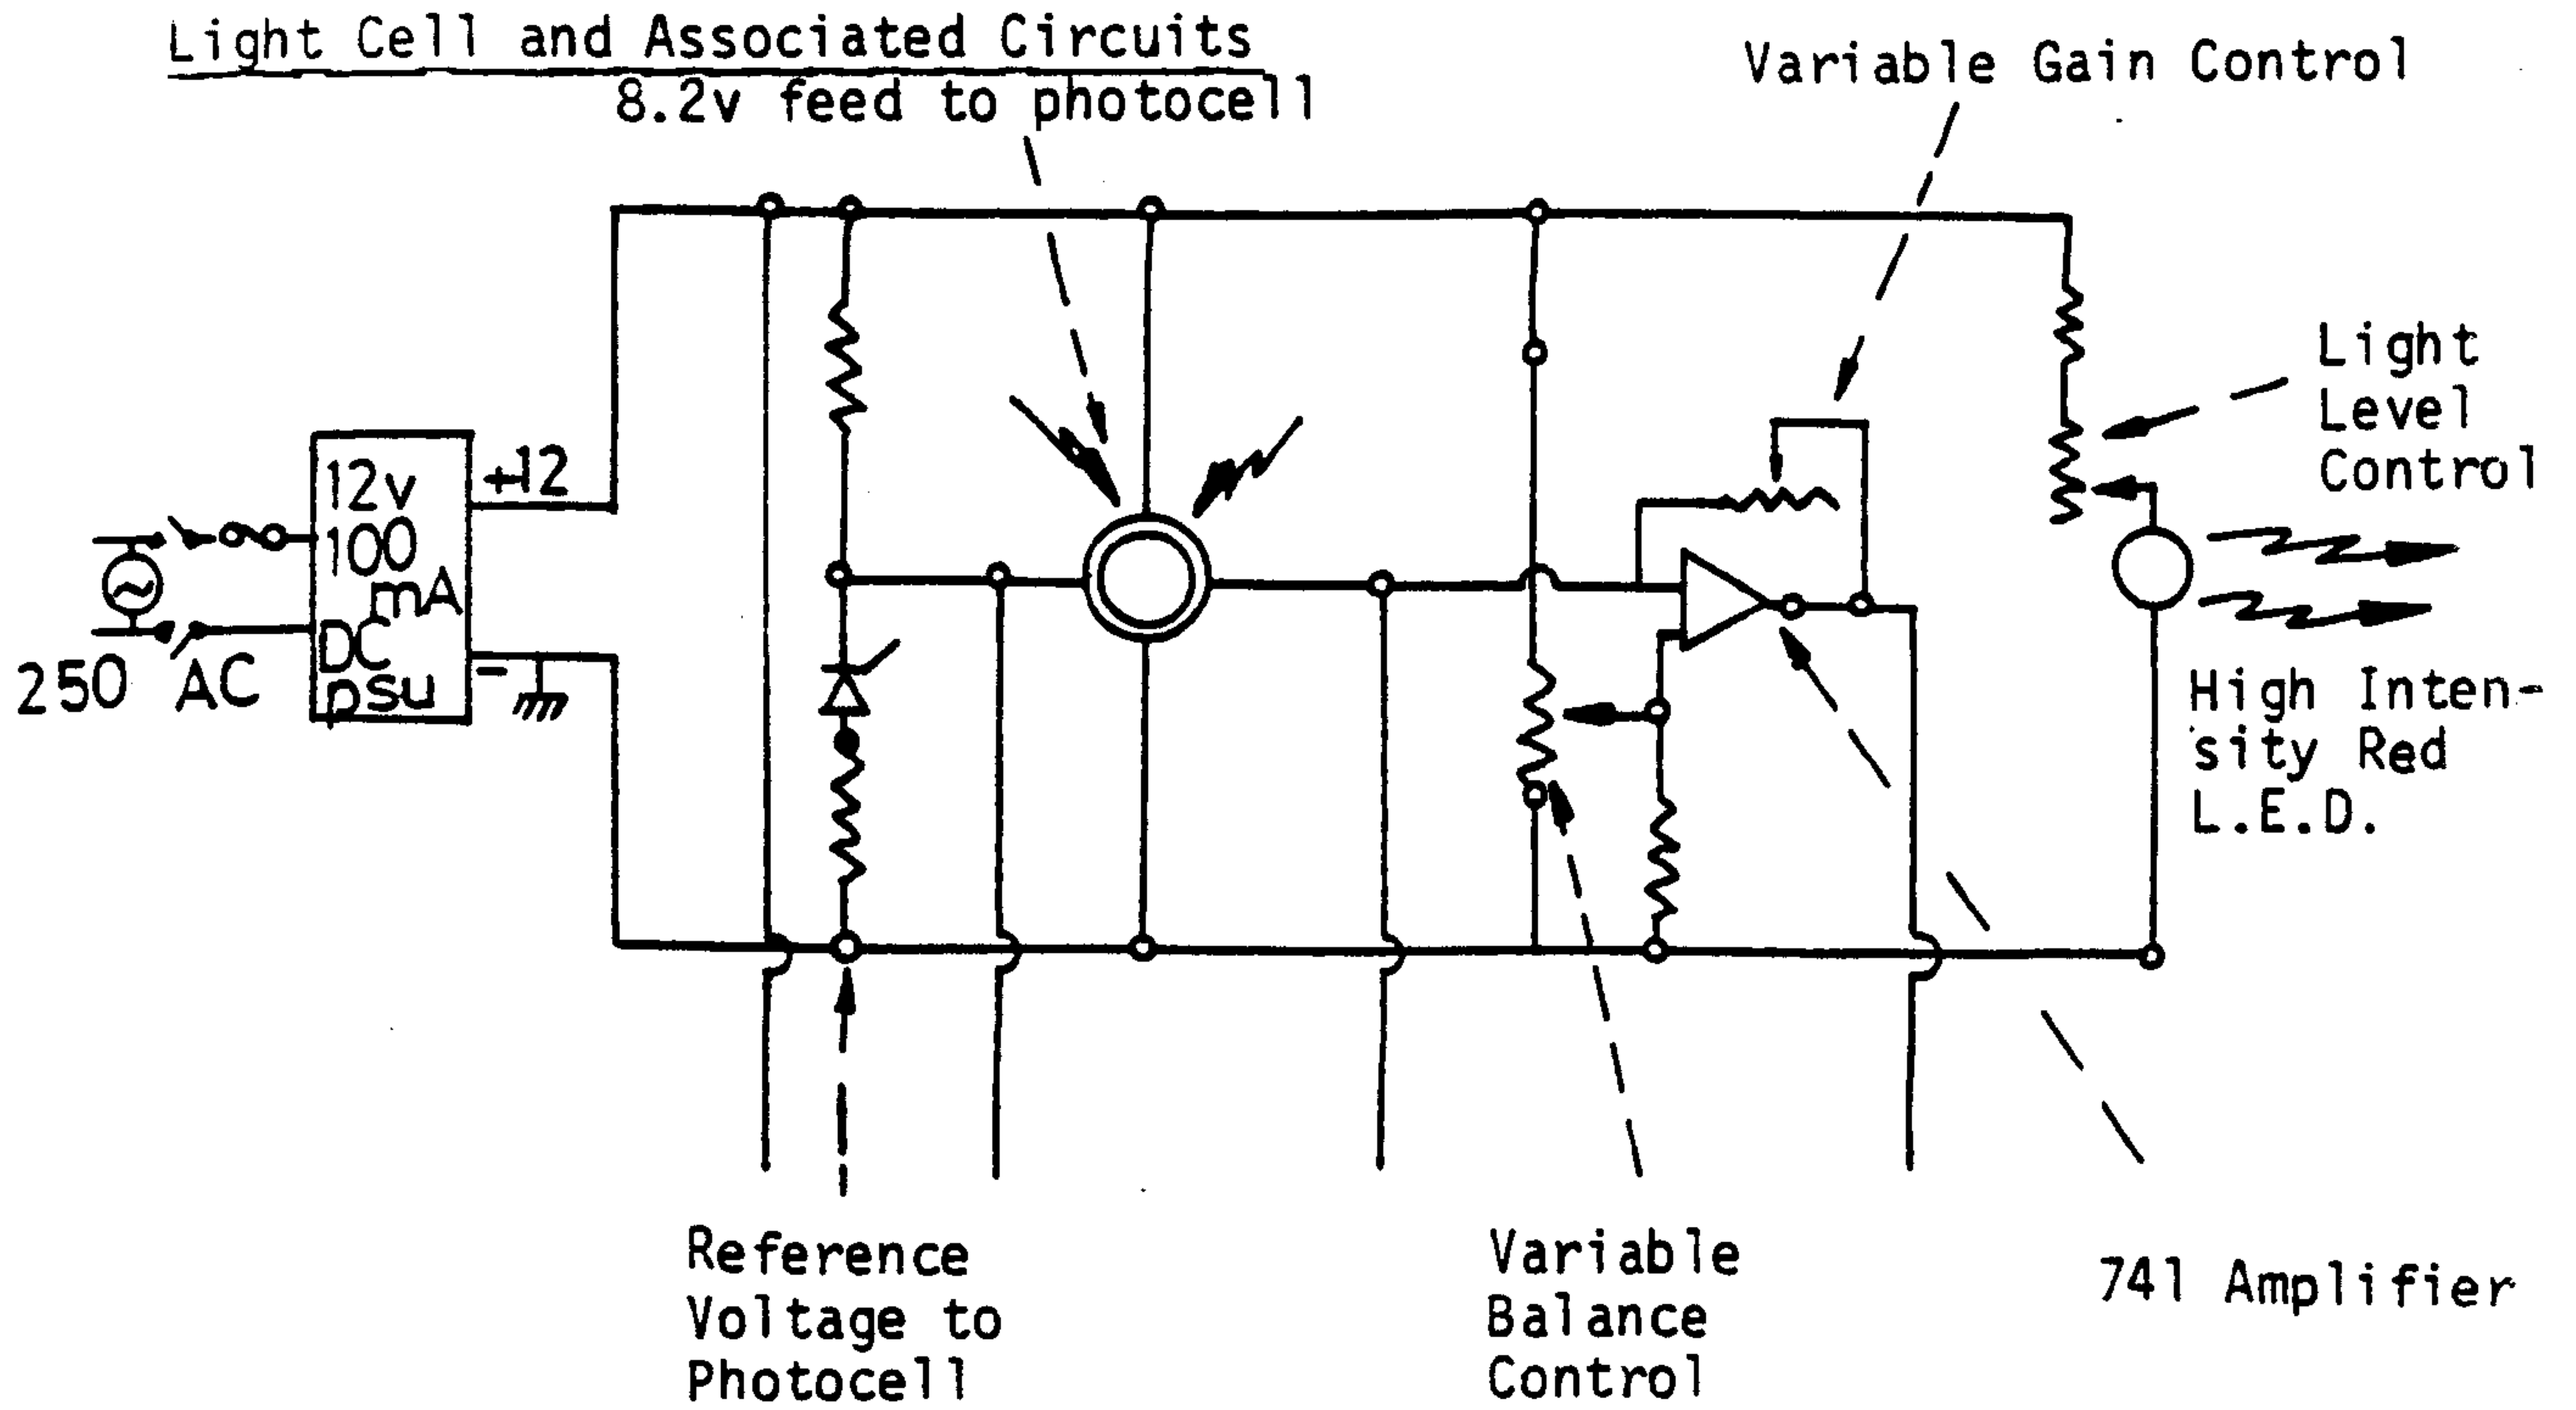 Light Cell and Associated Circuits
8.2v feed to photocell
Variable Gain Control
Light
Level
Control
+12
12v
100
mA
DC
psu
-
250 AC
High Inten-
sity Red
L.E.D.
Reference
Voltage to
Photocell
Variable
Balance
Control
741 Amplifier